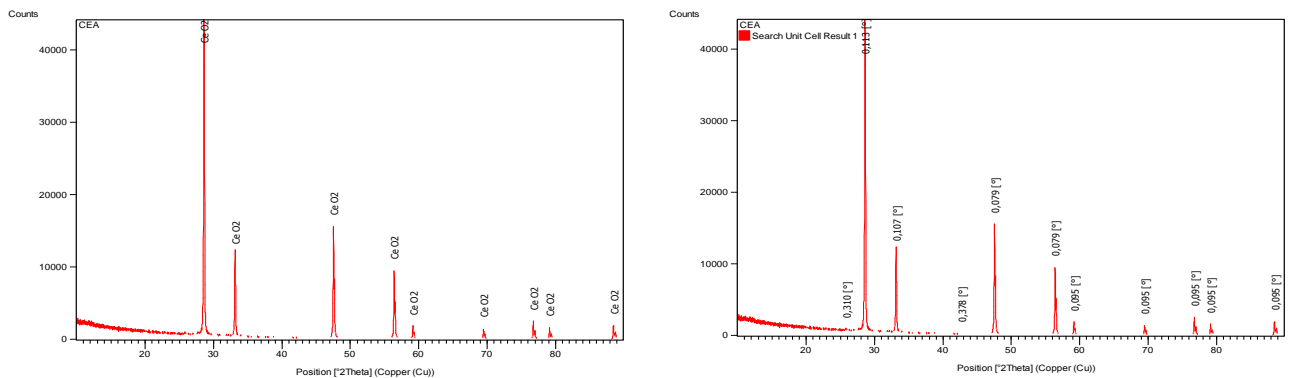 Counts
CEA
40000
30000
20000
10000
0
Ce O2
Ce O2
Ce O2
Ce O2
Ce O2
Ce O2
Ce O2
Ce O2
Ce O2
20 30 40 50 60 70 80
Position [°2Theta] (Copper (Cu))
Counts
CEA
Search Unit Cell Result 1
40000
30000
20000
10000
0
0,310 [°]
0,113 [°]
0,107 [°]
0,378 [°]
0,079 [°]
0,079 [°]
0,095 [°]
0,095 [°]
0,095 [°]
0,095 [°]
0,095 [°]
20 30 40 50 60 70 80
Position [°2Theta] (Copper (Cu))